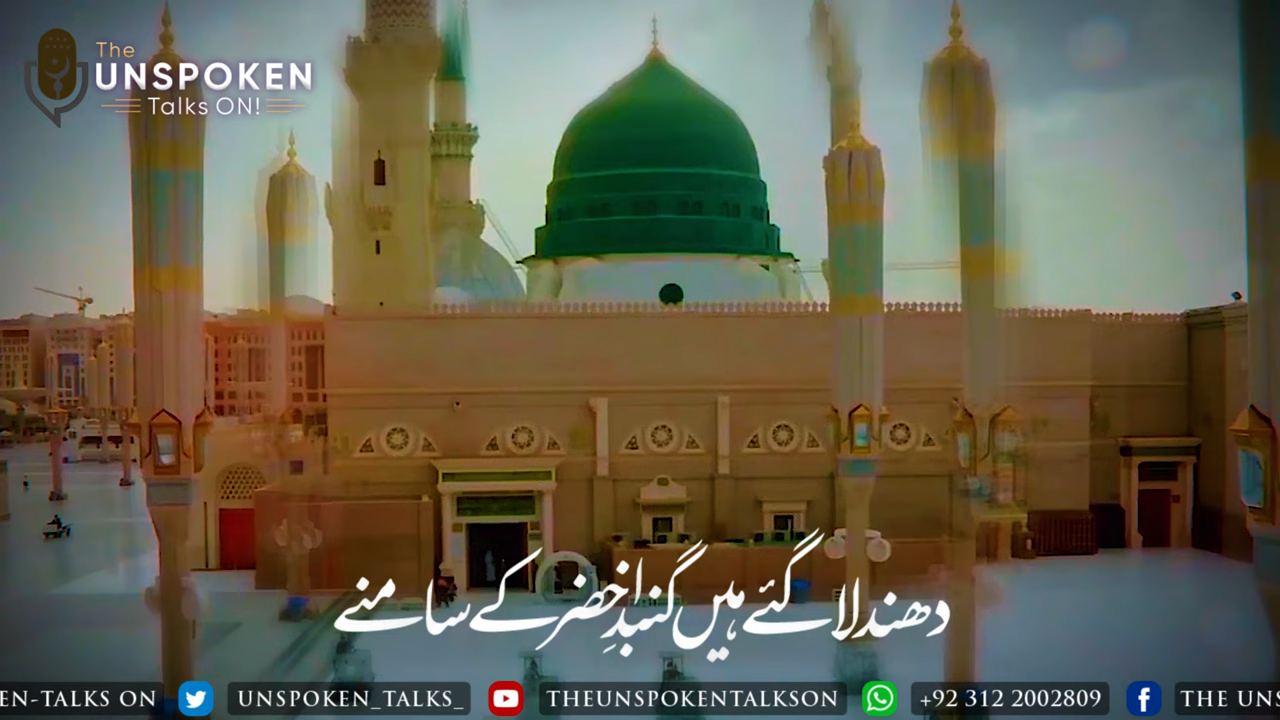 The
UNSPOKEN
Talks ON!
دھندلا گئے ہیں گنبدِ اخضر کے سامنے
EN-TALKS ON UNSPOKEN_TALKS_ THEUNSPOKENTALKSON +92 312 2002809 THE UNS